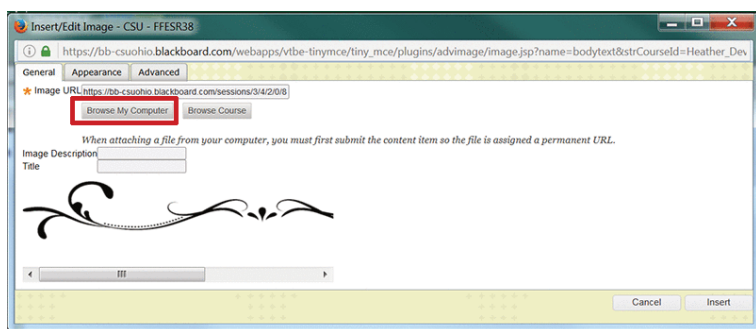 Insert/Edit Image - CSU - FFESR38
https://bb-csuohio.blackboard.com/webapps/vtbe-tinymce/tiny_mce/plugins/advimage/image.jsp?name=bodytext&strCourseId=Heather_Dev
General Appearance Advanced
* Image URL https://bb-csuohio.blackboard.com/sessions/3/4/2/0/8
Browse My Computer Browse Course
When attaching a file from your computer, you must first submit the content item so the file is assigned a permanent URL.
Image Description
Title
Cancel Insert